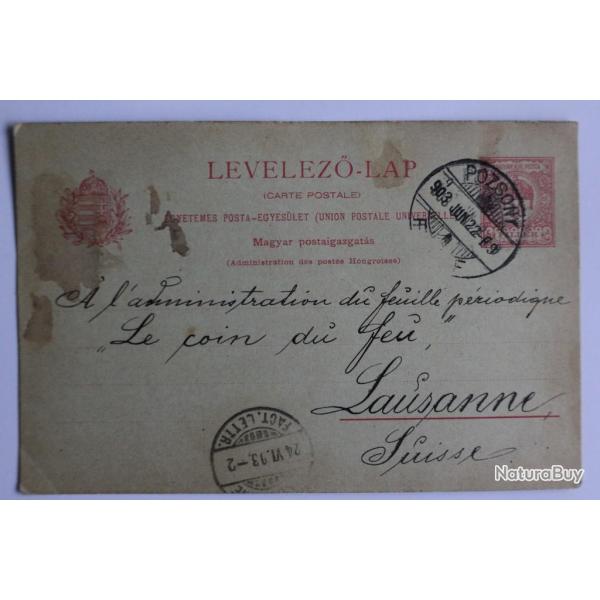 LEVELEZŐ-LAP
(CARTE POSTALE)
EGYETEMES POSTA-EGYESÜLET (UNION POSTALE UNIVERSELLE)
Magyar postaigazgatás
(Administration des postes Hongroises)
POZSONY
903 JUN 22
F
A l'administration du feuille périodique
„Le coin du feu,"
Lausanne,
Suisse.
FACT. LETTR.
24 VI. 93.-2
NaturaBuy